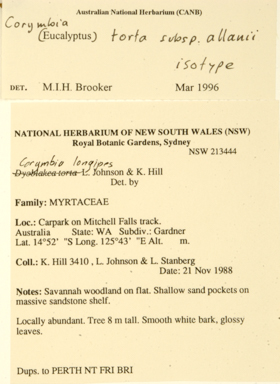 Australian National Herbarium (CANB)
Corymbia
(Eucalyptus) torta subsp. allanii
isotype
DET. M.I.H. Brooker Mar 1996
NATIONAL HERBARIUM OF NEW SOUTH WALES (NSW)
Royal Botanic Gardens, Sydney
NSW 213444
Corymbia longipes
Dyoblakea torta L. Johnson & K. Hill
Det. by
Family: MYRTACEAE
Loc.: Carpark on Mitchell Falls track.
Australia State: WA Subdiv.: Gardner
Lat. 14°52' "S Long. 125°43' "E Alt. m.
Coll.: K. Hill 3410 , L. Johnson & L. Stanberg
Date: 21 Nov 1988
Notes: Savannah woodland on flat. Shallow sand pockets on
massive sandstone shelf.
Locally abundant. Tree 8 m tall. Smooth white bark, glossy
leaves.
Dups. to PERTH NT FRI BRI